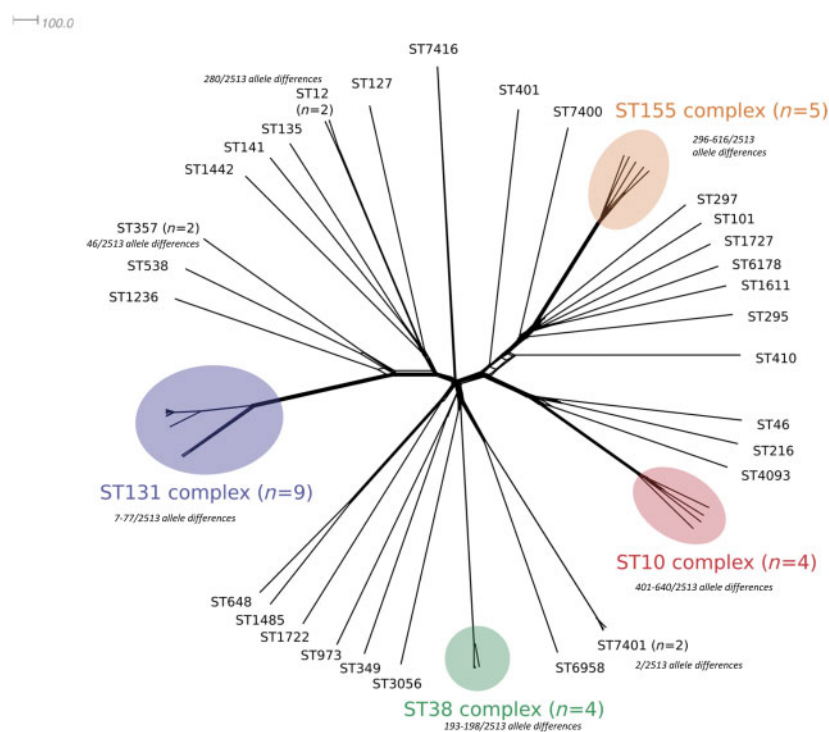 100.0
ST7416
280/2513 allele differences
ST12
(n=2)
ST127
ST401
ST7400
ST155 complex (n=5)
296-616/2513
allele differences
ST135
ST141
ST1442
ST297
ST101
ST1727
ST6178
ST1611
ST295
ST410
ST357 (n=2)
46/2513 allele differences
ST538
ST1236
ST46
ST216
ST4093
ST131 complex (n=9)
7-77/2513 allele differences
ST10 complex (n=4)
401-640/2513 allele differences
ST648
ST1485
ST1722
ST973
ST349
ST3056
ST7401 (n=2)
2/2513 allele differences
ST6958
ST38 complex (n=4)
193-198/2513 allele differences